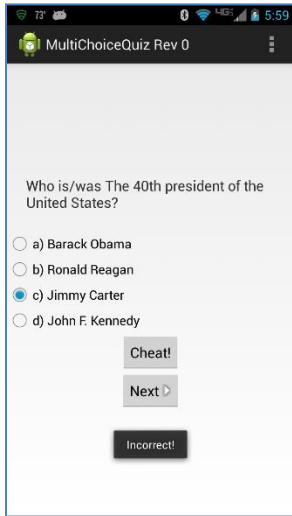 73° 4G 5:59
MultiChoiceQuiz Rev 0
Who is/was The 40th president of the
United States?
a) Barack Obama
b) Ronald Reagan
c) Jimmy Carter
d) John F. Kennedy
Cheat!
Next
Incorrect!